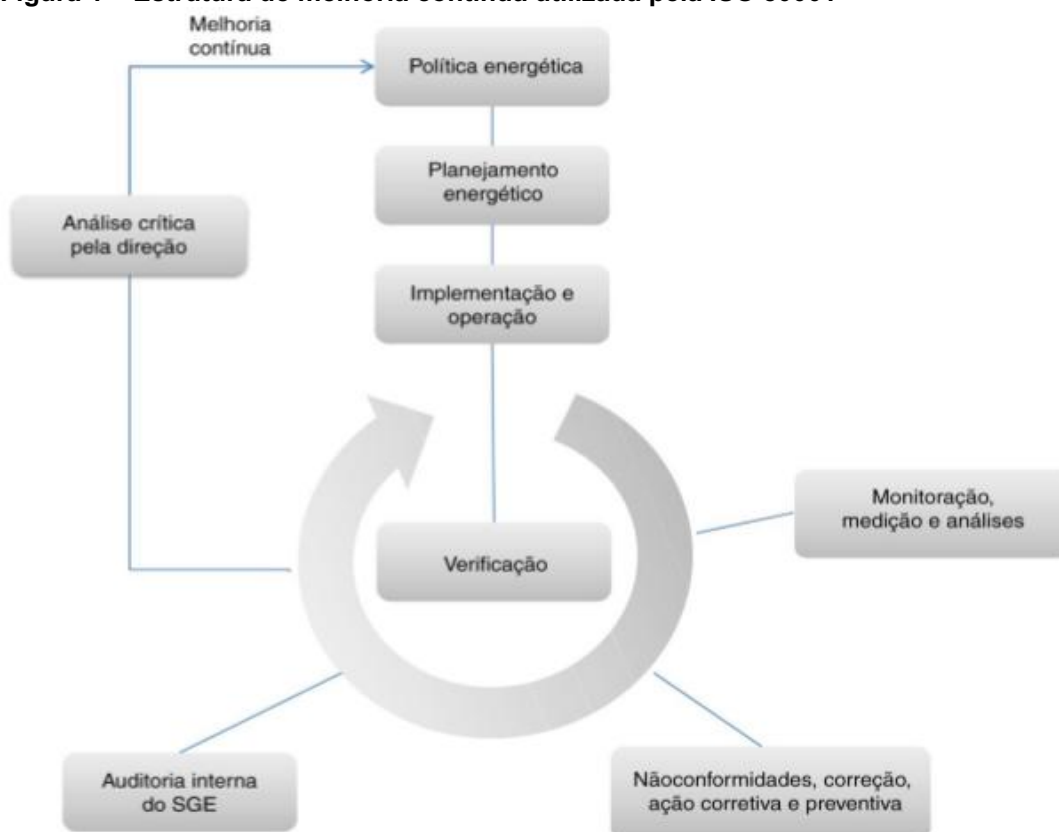 Melhoria
contínua
Política energética
Planejamento
energético
Análise crítica
pela direção
Implementação e
operação
Monitoração,
medição e análises
Verificação
Auditoria interna
do SGE
Nãoconformidades, correção,
ação corretiva e preventiva